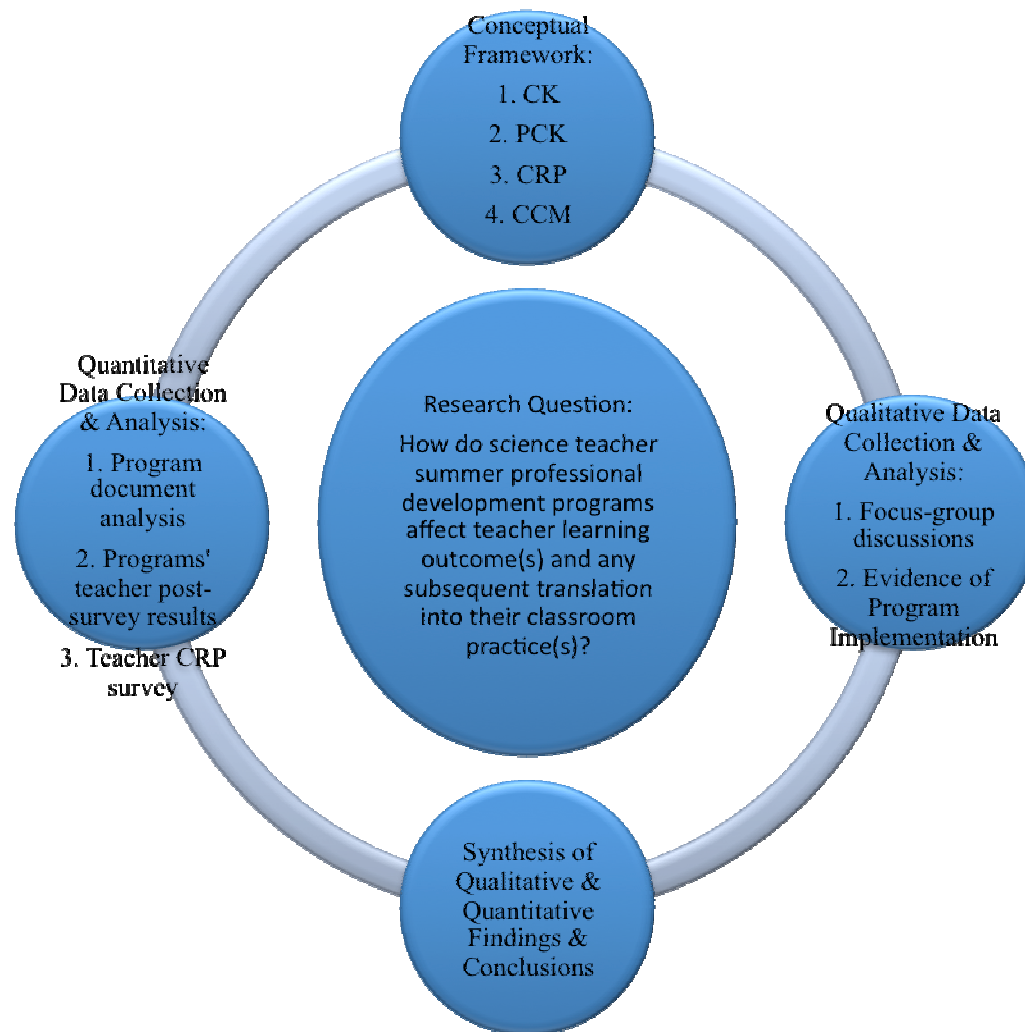 Conceptual
Framework:
1. CK
2. PCK
3. CRP
4. CCM
Quantitative
Data Collection
& Analysis:
1. Program
document
analysis
2. Programs'
teacher post-
survey results
3. Teacher CRP
survey
Research Question:
How do science teacher
summer professional
development programs
affect teacher learning
outcome(s) and any
subsequent translation
into their classroom
practice(s)?
Qualitative Data
Collection &
Analysis:
1. Focus-group
discussions
2. Evidence of
Program
Implementation
Synthesis of
Qualitative &
Quantitative
Findings &
Conclusions